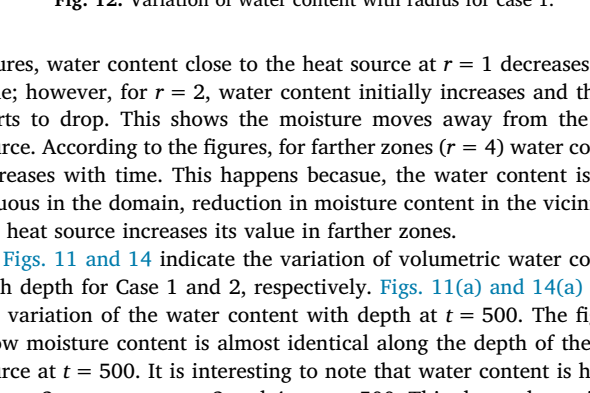 Fig. 12. Variation of water content with radius for case 1.
ures, water content close to the heat source at r = 1 decreases
e; however, for r = 2, water content initially increases and th
rts to drop. This shows the moisture moves away from the
rce. According to the figures, for farther zones (r = 4) water co
reases with time. This happens becasue, the water content is
uous in the domain, reduction in moisture content in the vicin
heat source increases its value in farther zones.
Figs. 11 and 14 indicate the variation of volumetric water co
h depth for Case 1 and 2, respectively. Figs. 11(a) and 14(a)
variation of the water content with depth at t = 500. The fig
ow moisture content is almost identical along the depth of the
rce at t = 500. It is interesting to note that water content is h